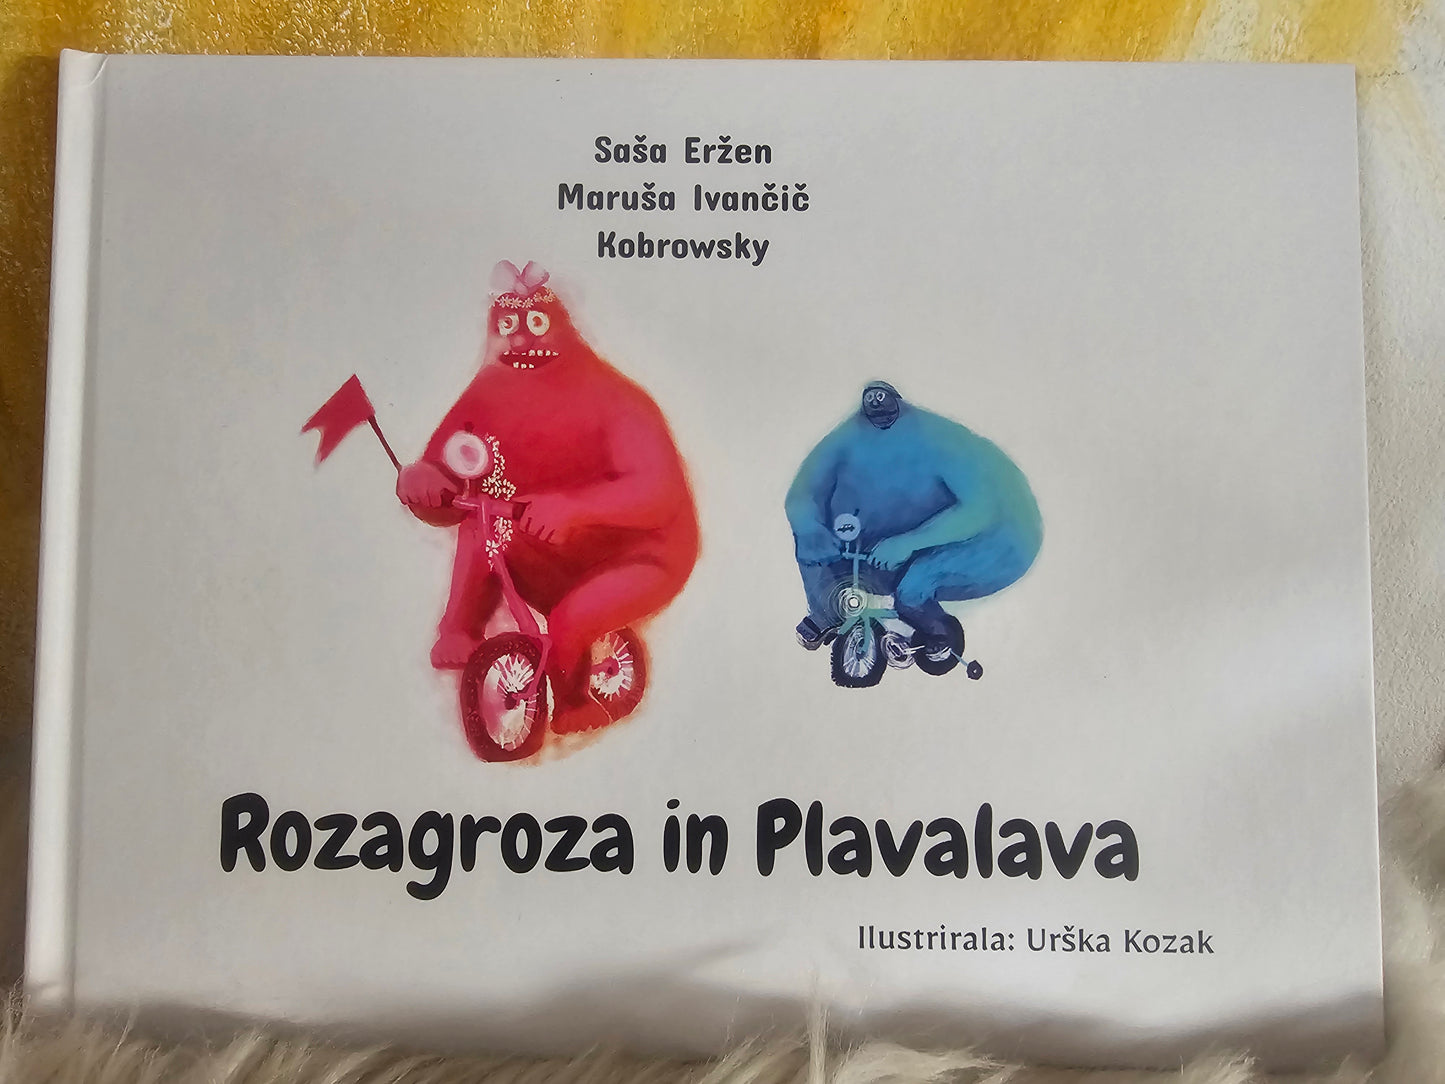 Saša Eržen
Maruša Ivančič
Kobrowsky
Rozagroza in Plavalava
Ilustrirala: Urška Kozak